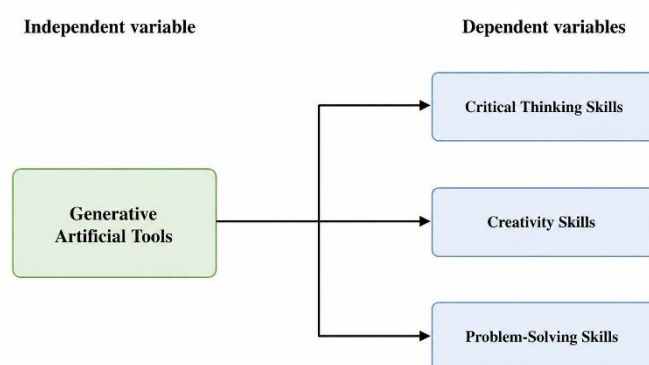 Independent variable
Dependent variables
Critical Thinking Skills
Generative
Artificial Tools
Creativity Skills
Problem-Solving Skills